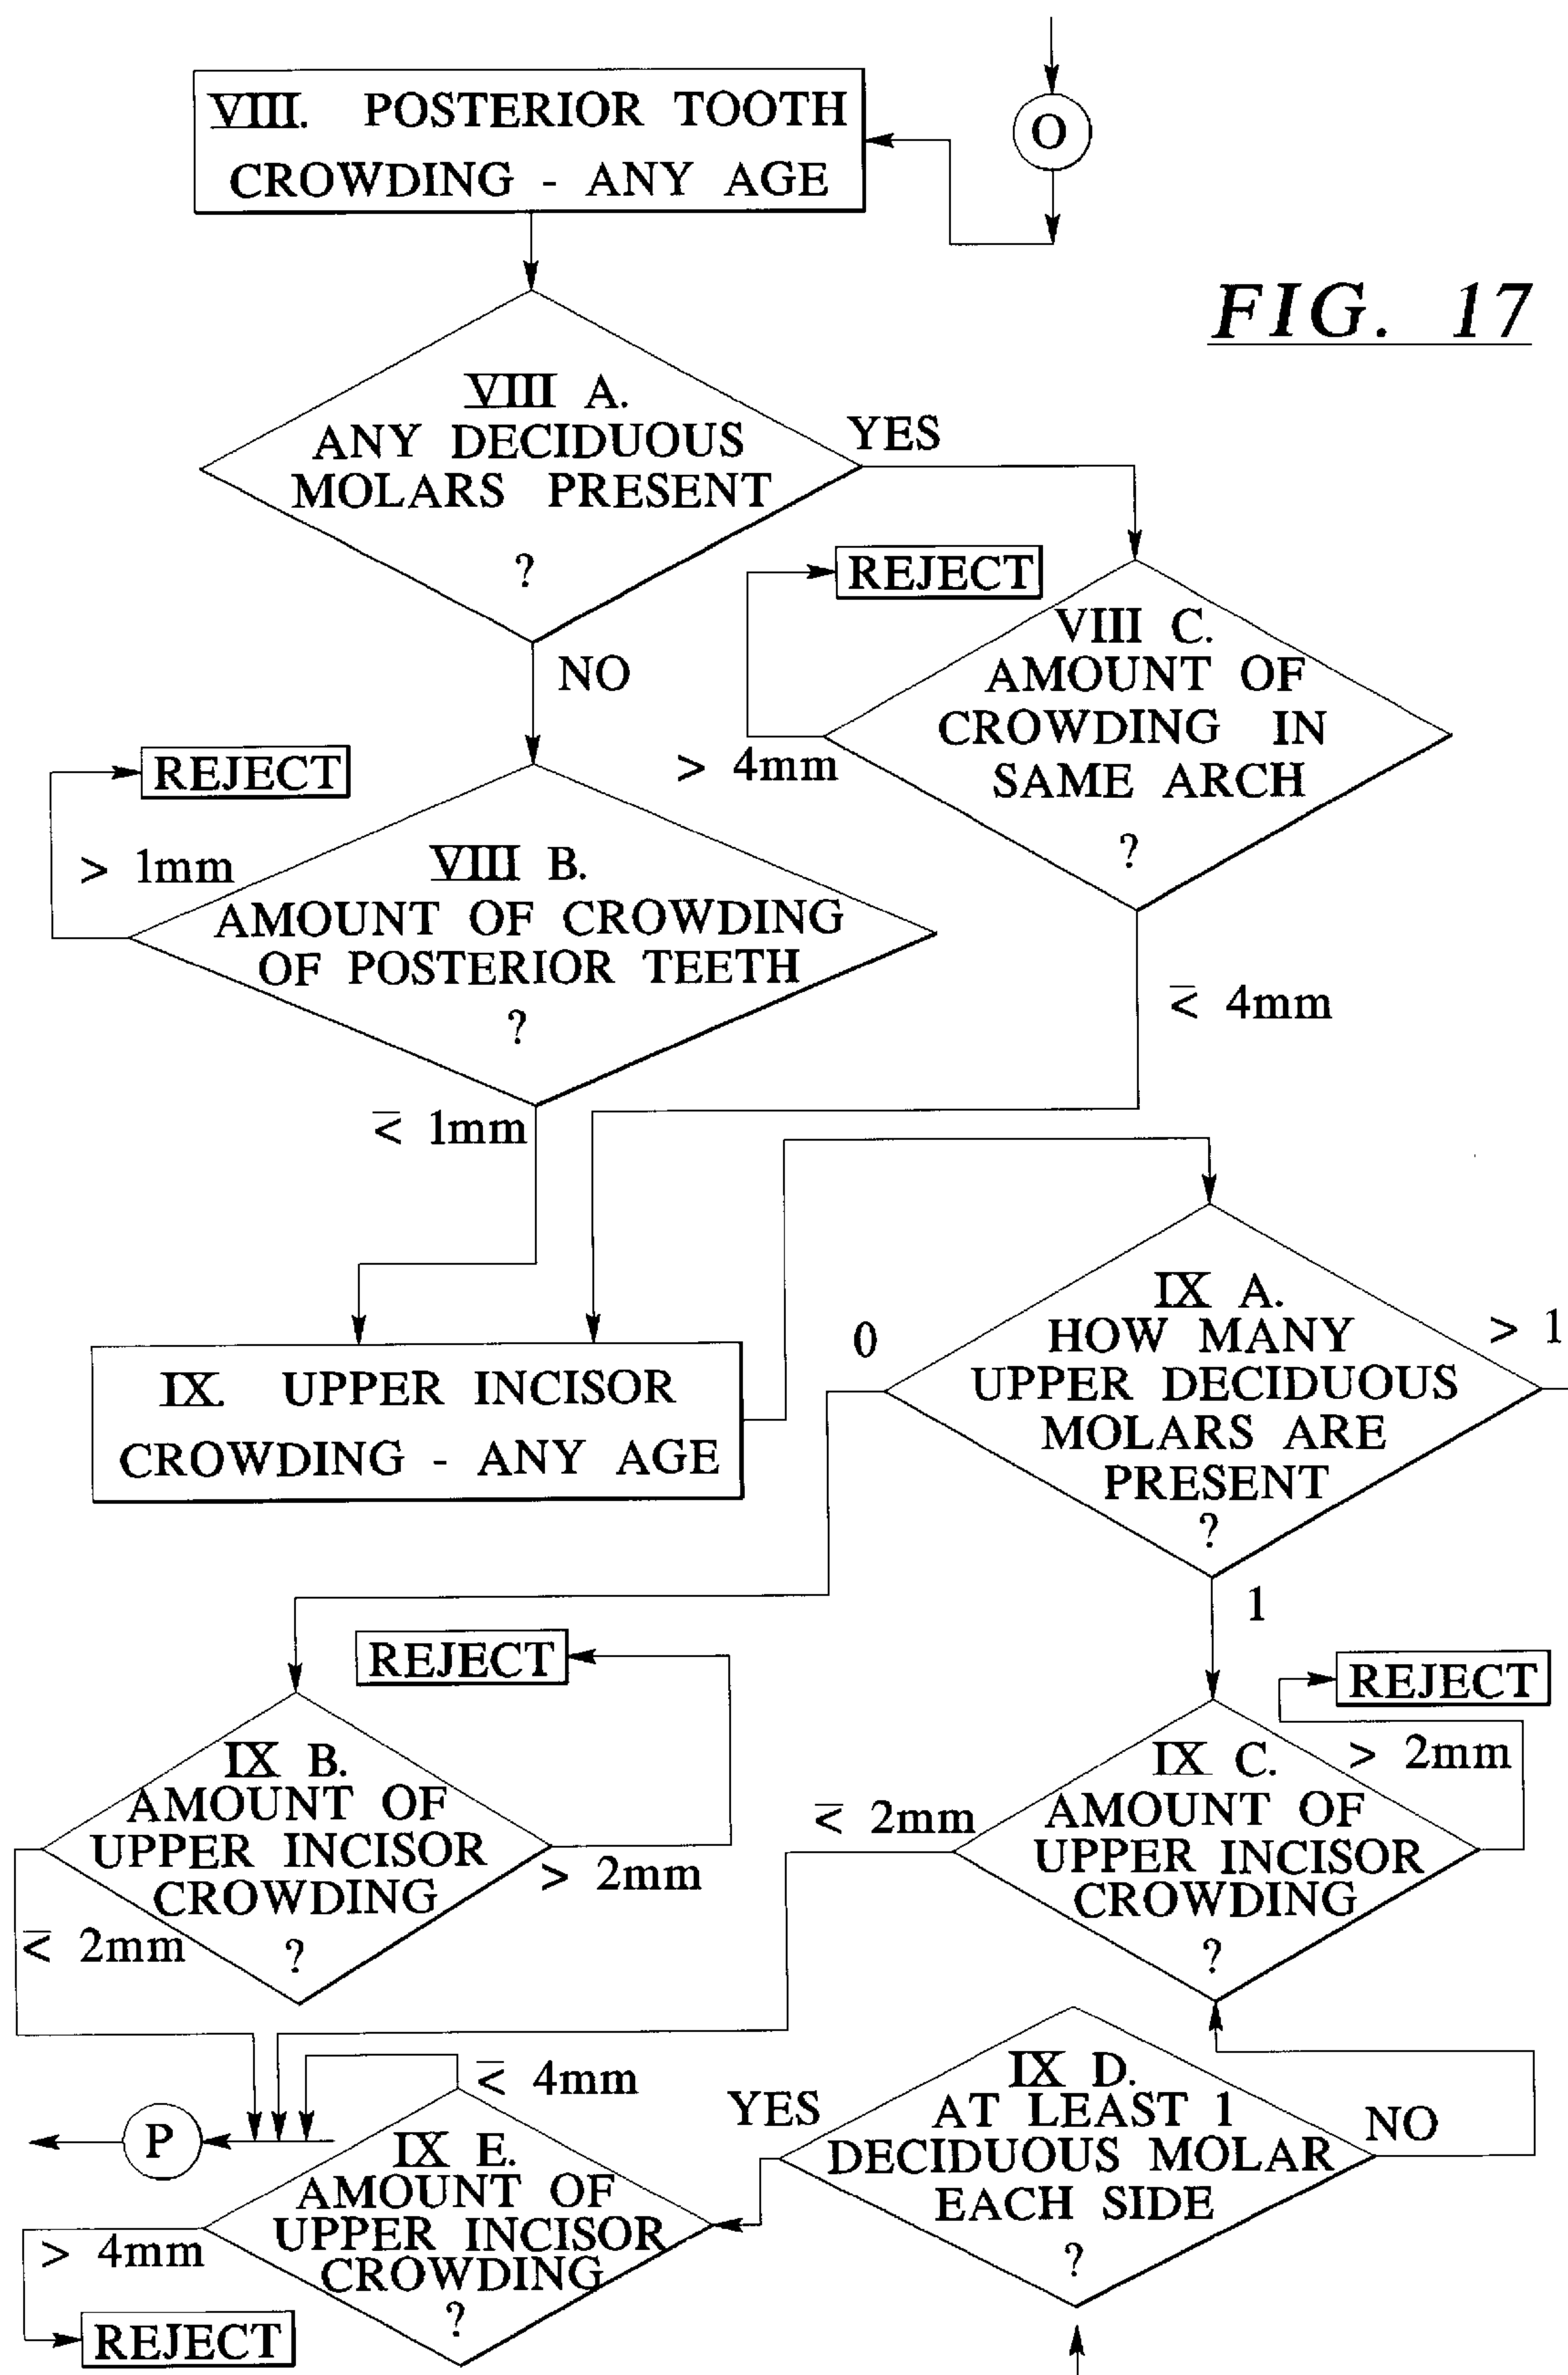 VIII. POSTERIOR TOOTH
CROWDING - ANY AGE
O
FIG. 17
VIII A.
ANY DECIDUOUS
MOLARS PRESENT
?
YES
NO
REJECT
VIII C.
AMOUNT OF
CROWDING IN
SAME ARCH
?
> 4mm
≤ 4mm
REJECT
> 1mm
VIII B.
AMOUNT OF CROWDING
OF POSTERIOR TEETH
?
≤ 1mm
IX. UPPER INCISOR
CROWDING - ANY AGE
IX A.
HOW MANY
UPPER DECIDUOUS
MOLARS ARE
PRESENT
?
0
> 1
1
REJECT
IX B.
AMOUNT OF
UPPER INCISOR
CROWDING
?
> 2mm
≤ 2mm
REJECT
> 2mm
IX C.
AMOUNT OF
UPPER INCISOR
CROWDING
?
≤ 2mm
IX D.
AT LEAST 1
DECIDUOUS MOLAR
EACH SIDE
?
YES
NO
≤ 4mm
P
IX E.
AMOUNT OF
UPPER INCISOR
CROWDING
?
> 4mm
REJECT